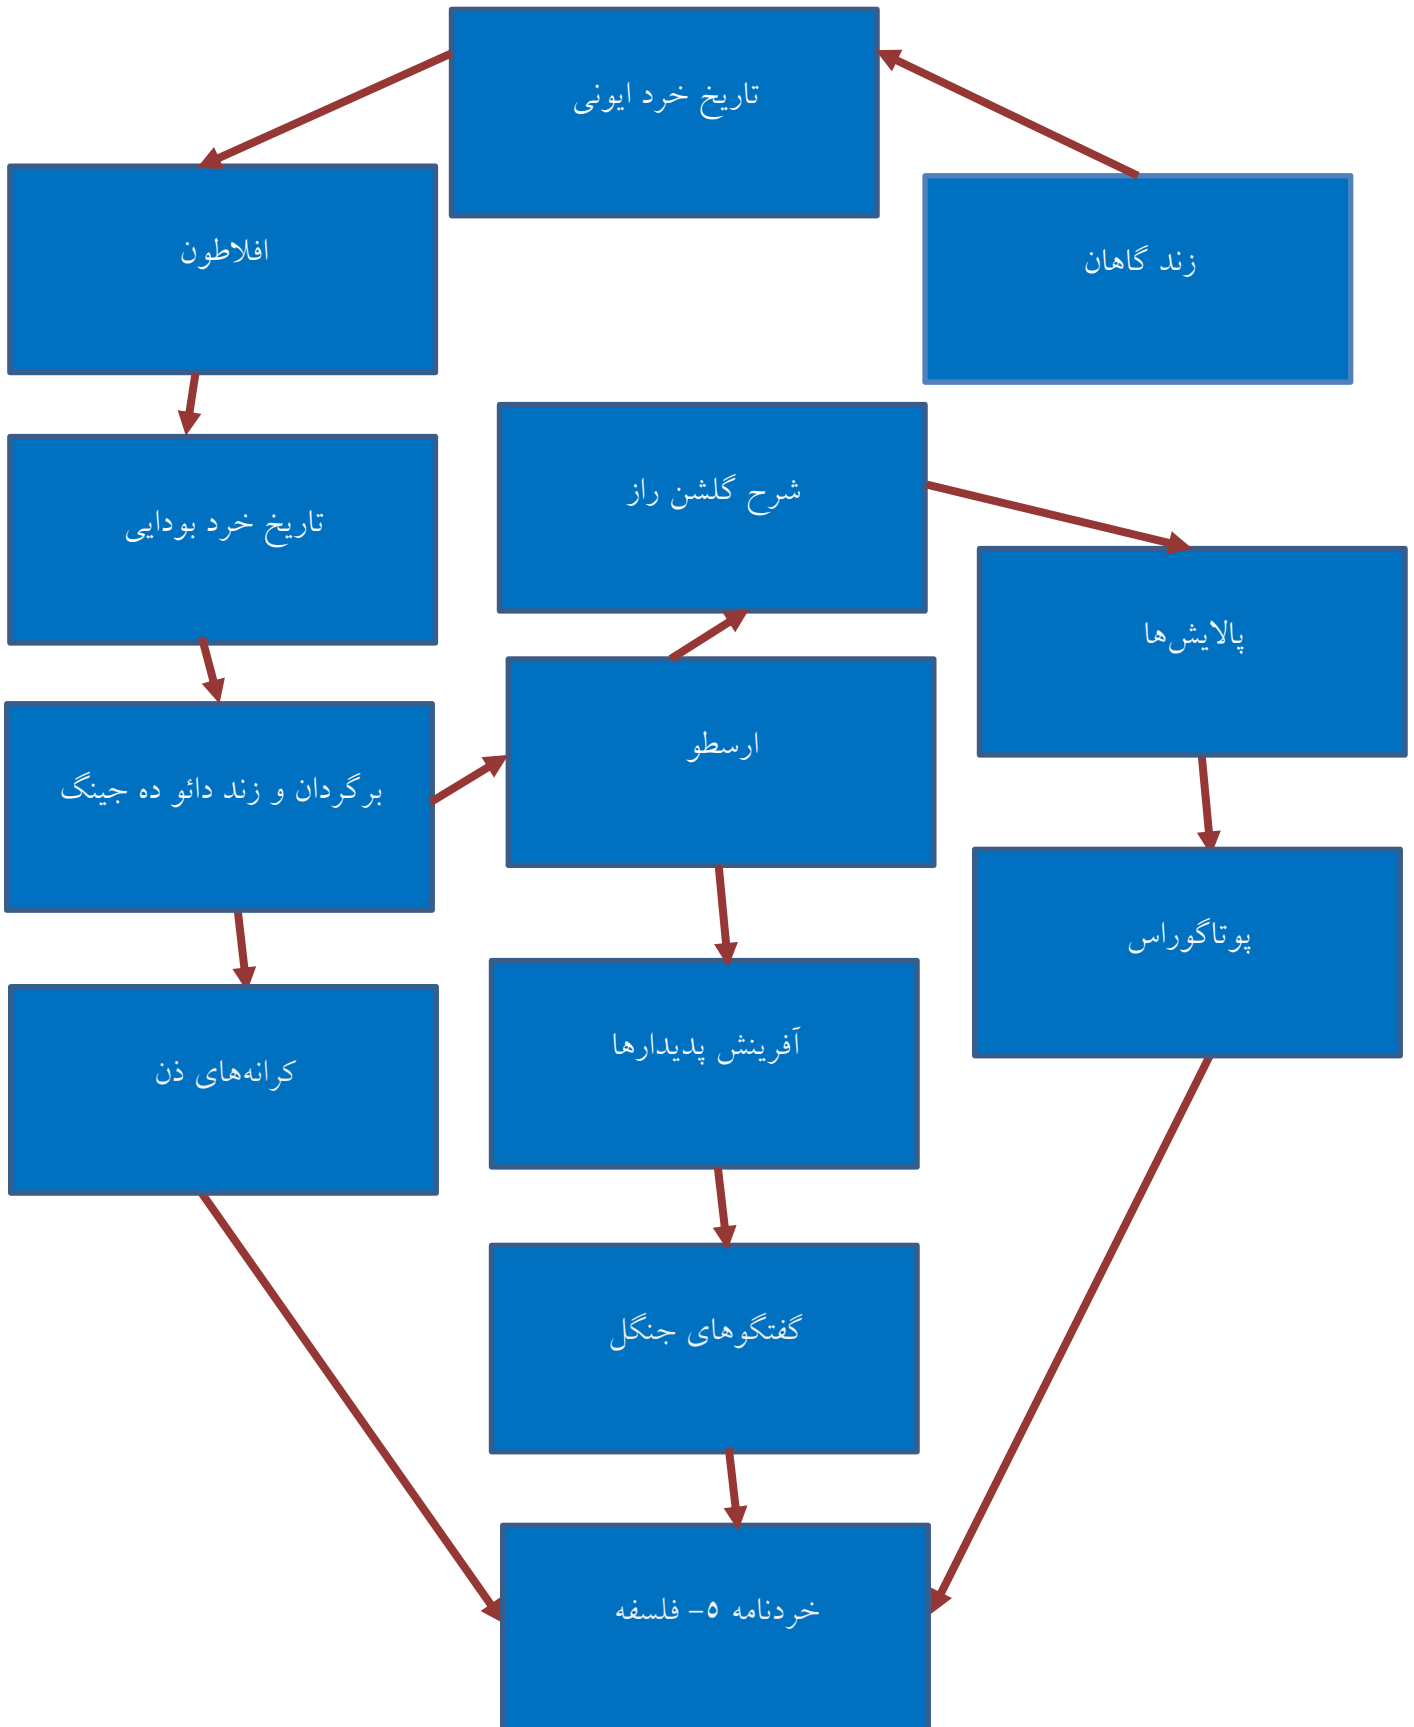 تاریخ خرد ایونی
زند گاهان
افلاطون
شرح گلشن راز
تاریخ خرد بودایی
پالایش‌ها
ارسطو
برگردان و زند دائو ده جینگ
پوتاگوراس
آفرینش پدیدارها
کرانه‌های ذن
گفتگوهای جنگل
خردنامه ۵- فلسفه